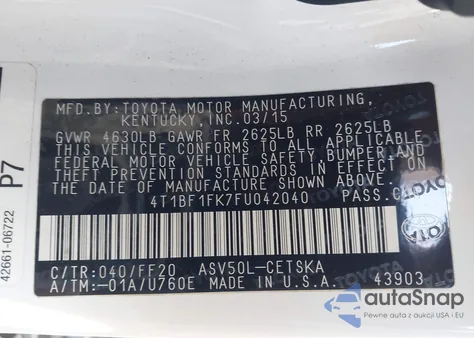 MFD.BY:TOYOTA MOTOR MANUFACTURING,
KENTUCKY,INC.03/15
GVWR 4630LB GAWR FR 2625LB RR 2625LB
THIS VEHICLE CONFORMS TO ALL APPLICABLE
FEDERAL MOTOR VEHICLE SAFETY,BUMPER,AND
THEFT PREVENTION STANDARDS IN EFFECT ON
THE DATE OF MANUFACTURE SHOWN ABOVE.
4T1BF1FK7FU042040 PASS.CAR
C/TR:040/FF20 ASV50L-CETSKA
A/TM:-01A/U760E MADE IN U.S.A. 43903
P7
42661-06722
TOYOTA
autoSnap
Pewne auta z aukcji w USA i Kanadzie